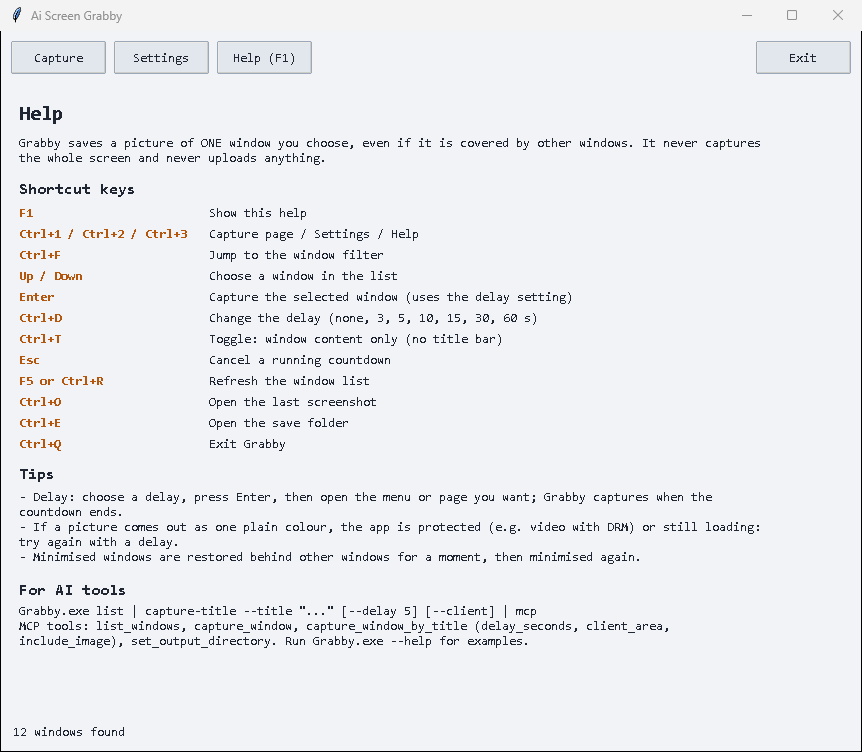 Ai Screen Grabby
Capture Settings Help (F1) Exit
Help
Grabby saves a picture of ONE window you choose, even if it is covered by other windows. It never captures
the whole screen and never uploads anything.
Shortcut keys
F1 Show this help
Ctrl+1 / Ctrl+2 / Ctrl+3 Capture page / Settings / Help
Ctrl+F Jump to the window filter
Up / Down Choose a window in the list
Enter Capture the selected window (uses the delay setting)
Ctrl+D Change the delay (none, 3, 5, 10, 15, 30, 60 s)
Ctrl+T Toggle: window content only (no title bar)
Esc Cancel a running countdown
F5 or Ctrl+R Refresh the window list
Ctrl+O Open the last screenshot
Ctrl+E Open the save folder
Ctrl+Q Exit Grabby
Tips
- Delay: choose a delay, press Enter, then open the menu or page you want; Grabby captures when the
countdown ends.
- If a picture comes out as one plain colour, the app is protected (e.g. video with DRM) or still loading:
try again with a delay.
- Minimised windows are restored behind other windows for a moment, then minimised again.
For AI tools
Grabby.exe list | capture-title --title "..." [--delay 5] [--client] | mcp
MCP tools: list_windows, capture_window, capture_window_by_title (delay_seconds, client_area,
include_image), set_output_directory. Run Grabby.exe --help for examples.
12 windows found